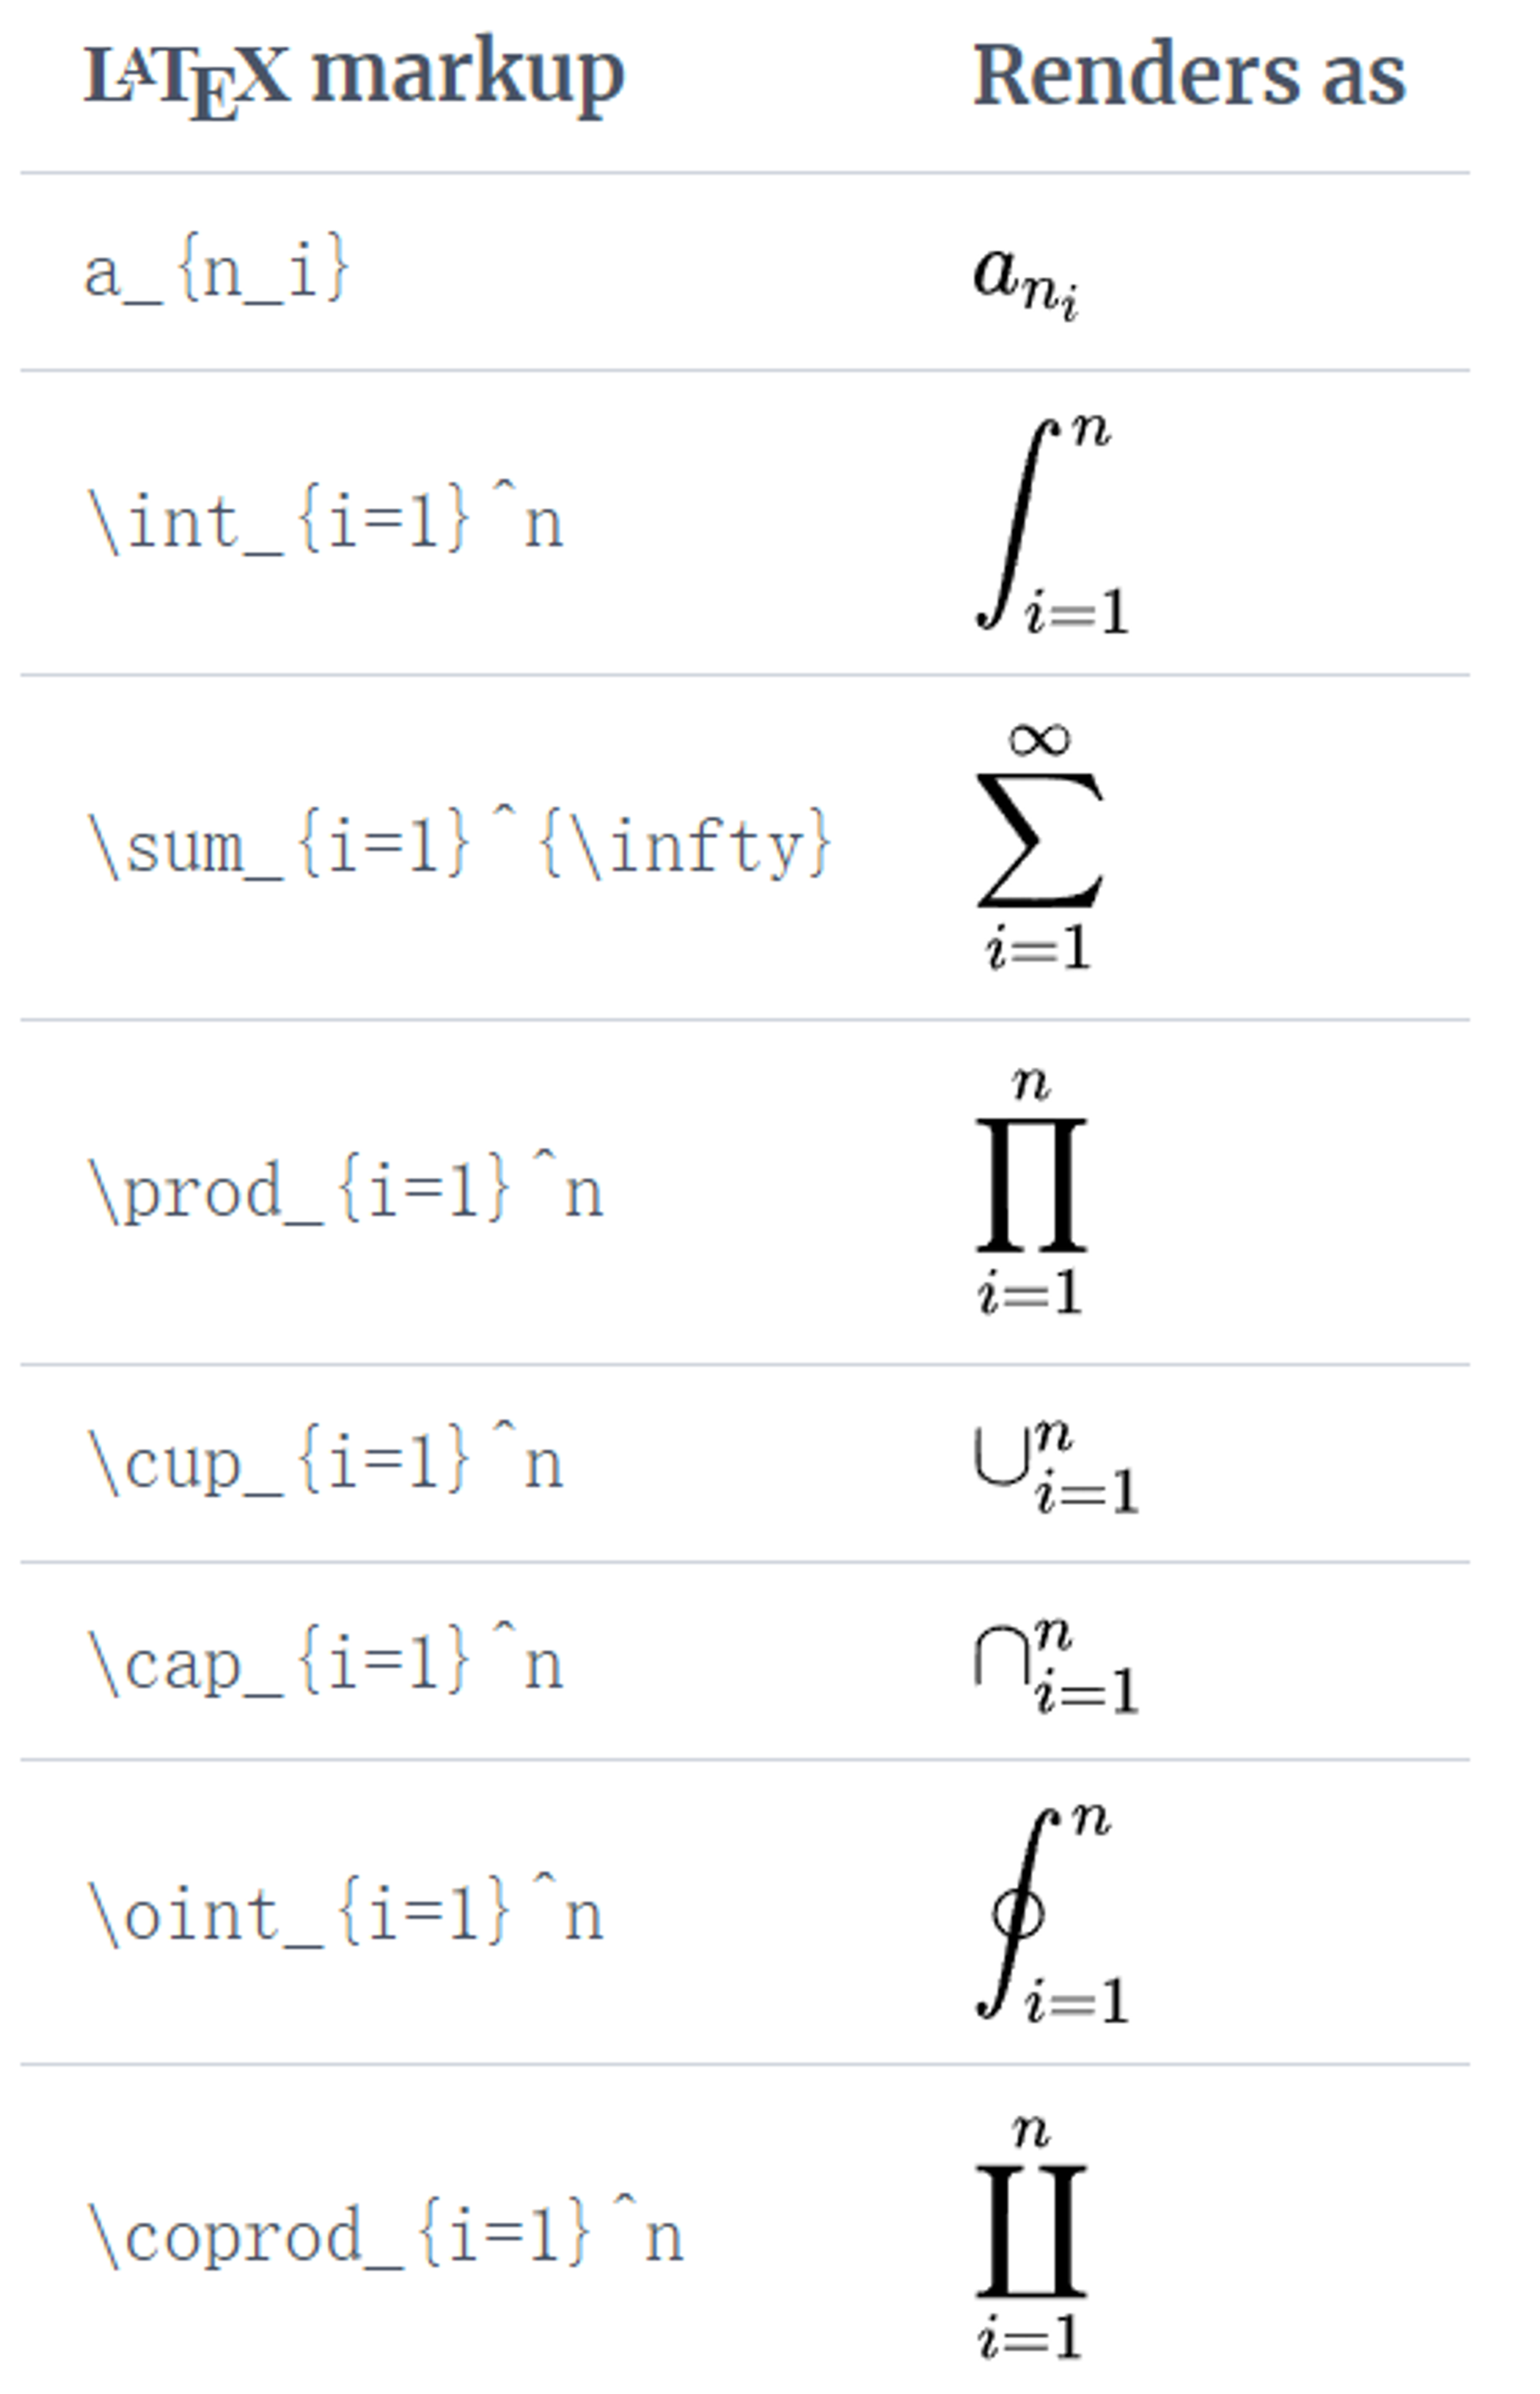 LATEX markup Renders as
a_{n_i} a_{n_i}
\int_{i=1}^n ∫_{i=1}^n
\sum_{i=1}^{\infty} ∑_{i=1}^∞
\prod_{i=1}^n ∏_{i=1}^n
\cup_{i=1}^n ∪_{i=1}^n
\cap_{i=1}^n ∩_{i=1}^n
\oint_{i=1}^n ∮_{i=1}^n
\coprod_{i=1}^n ∐_{i=1}^n